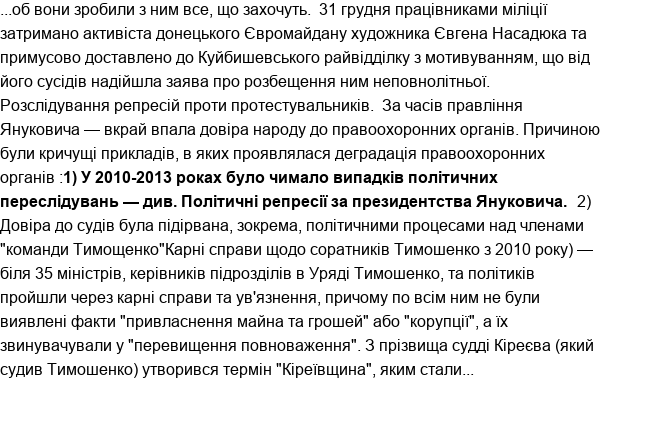 ...об вони зробили з ним все, що захочуть.  31 грудня працівниками міліції
затримано активіста донецького Євромайдану художника Євгена Насадюка та
примусово доставлено до Куйбишевського райвідділку з мотивуванням, що від
його сусідів надійшла заява про розбещення ним неповнолітньої.
Розслідування репресій проти протестувальників.  За часів правління
Януковича — вкрай впала довіра народу до правоохоронних органів. Причиною
були кричущі прикладів, в яких проявлялася деградація правоохоронних
органів :1) У 2010-2013 роках було чимало випадків політичних
переслідувань — див. Політичні репресії за президентства Януковича.  2)
Довіра до судів була підірвана, зокрема, політичними процесами над членами
"команди Тимощенко"Карні справи щодо соратників Тимошенко з 2010 року) —
біля 35 міністрів, керівників підрозділів в Уряді Тимошенко, та політиків
пройшли через карні справи та ув'язнення, причому по всім ним не були
виявлені факти "привласнення майна та грошей" або "корупції", а їх
звинувачували у "перевищення повноваження". З прізвища судді Кіреєва (який
судив Тимошенко) утворився термін "Кіреївщина", яким стали...